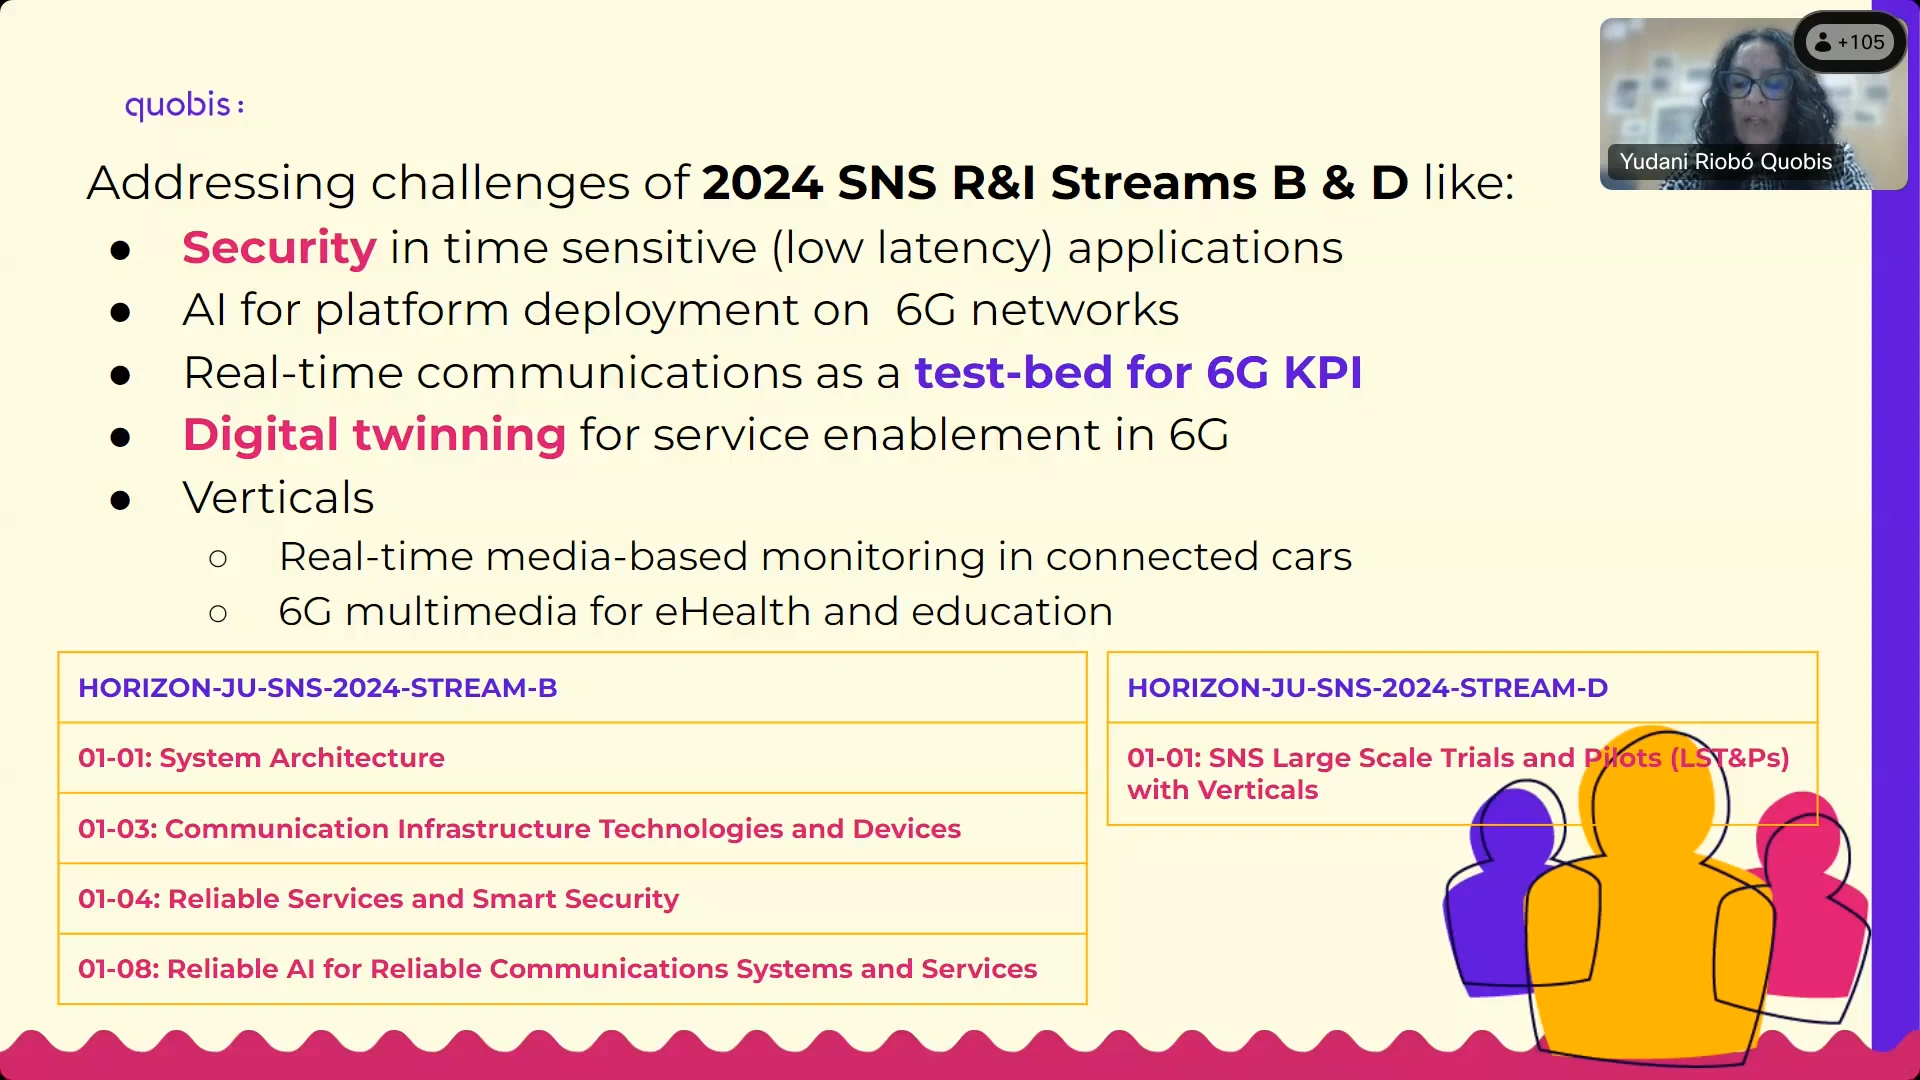 quobis:
+105
Yudani Riobó Quobis
Addressing challenges of 2024 SNS R&I Streams B & D like:
● Security in time sensitive (low latency) applications
● AI for platform deployment on 6G networks
● Real-time communications as a test-bed for 6G KPI
● Digital twinning for service enablement in 6G
● Verticals
○ Real-time media-based monitoring in connected cars
○ 6G multimedia for eHealth and education
HORIZON-JU-SNS-2024-STREAM-B
01-01: System Architecture
01-03: Communication Infrastructure Technologies and Devices
01-04: Reliable Services and Smart Security
01-08: Reliable AI for Reliable Communications Systems and Services
HORIZON-JU-SNS-2024-STREAM-D
01-01: SNS Large Scale Trials and Pilots (LST&Ps)
with Verticals